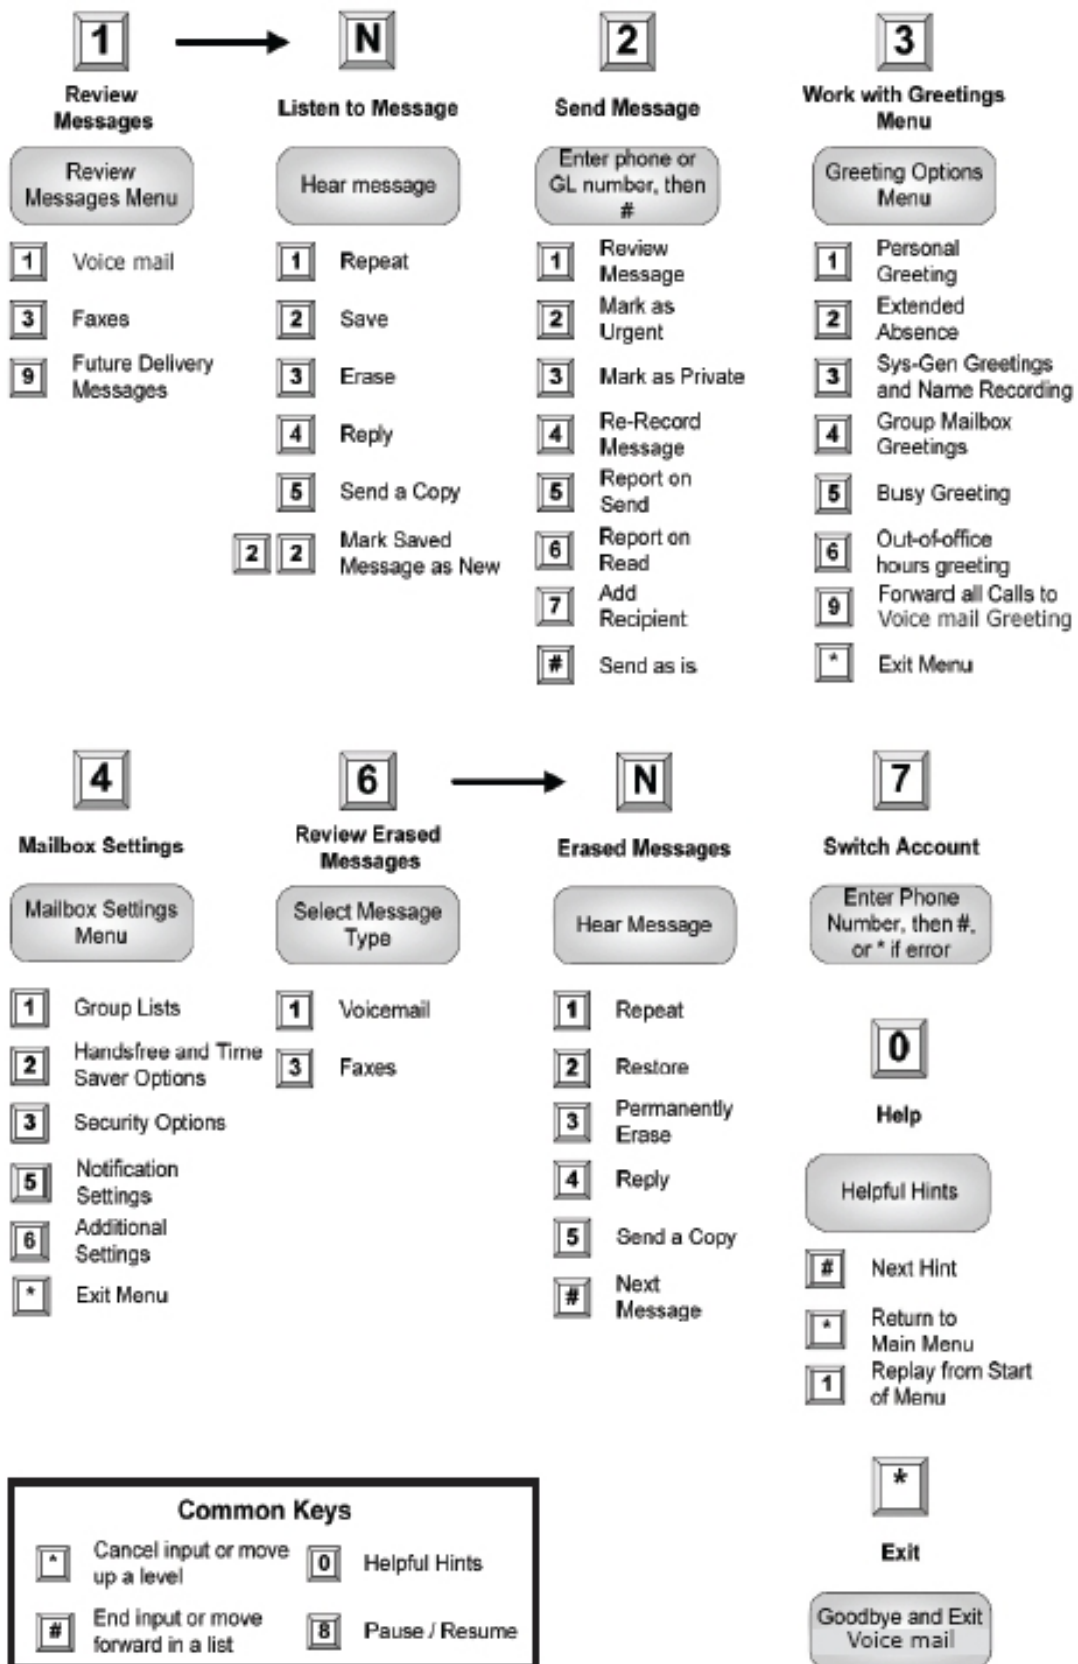 1
Review
Messages
Review
Messages Menu
1 Voice mail
3 Faxes
9 Future Delivery
Messages
N
Listen to Message
Hear message
1 Repeat
2 Save
3 Erase
4 Reply
5 Send a Copy
2 2 Mark Saved
Message as New
2
Send Message
Enter phone or
GL number, then
#
1 Review
Message
2 Mark as
Urgent
3 Mark as Private
4 Re-Record
Message
5 Report on
Send
6 Report on
Read
7 Add
Recipient
# Send as is
3
Work with Greetings
Menu
Greeting Options
Menu
1 Personal
Greeting
2 Extended
Absence
3 Sys-Gen Greetings
and Name Recording
4 Group Mailbox
Greetings
5 Busy Greeting
6 Out-of-office
hours greeting
9 Forward all Calls to
Voice mail Greeting
* Exit Menu
4
Mailbox Settings
Mailbox Settings
Menu
1 Group Lists
2 Handsfree and Time
Saver Options
3 Security Options
5 Notification
Settings
6 Additional
Settings
* Exit Menu
6
Review Erased
Messages
Select Message
Type
1 Voicemail
3 Faxes
N
Erased Messages
Hear Message
1 Repeat
2 Restore
3 Permanently
Erase
4 Reply
5 Send a Copy
# Next
Message
7
Switch Account
Enter Phone
Number, then #,
or * if error
0
Help
Helpful Hints
# Next Hint
* Return to
Main Menu
1 Replay from Start
of Menu
*
Exit
Goodbye and Exit
Voice mail
Common Keys
* Cancel input or move
up a level
0 Helpful Hints
# End input or move
forward in a list
8 Pause / Resume